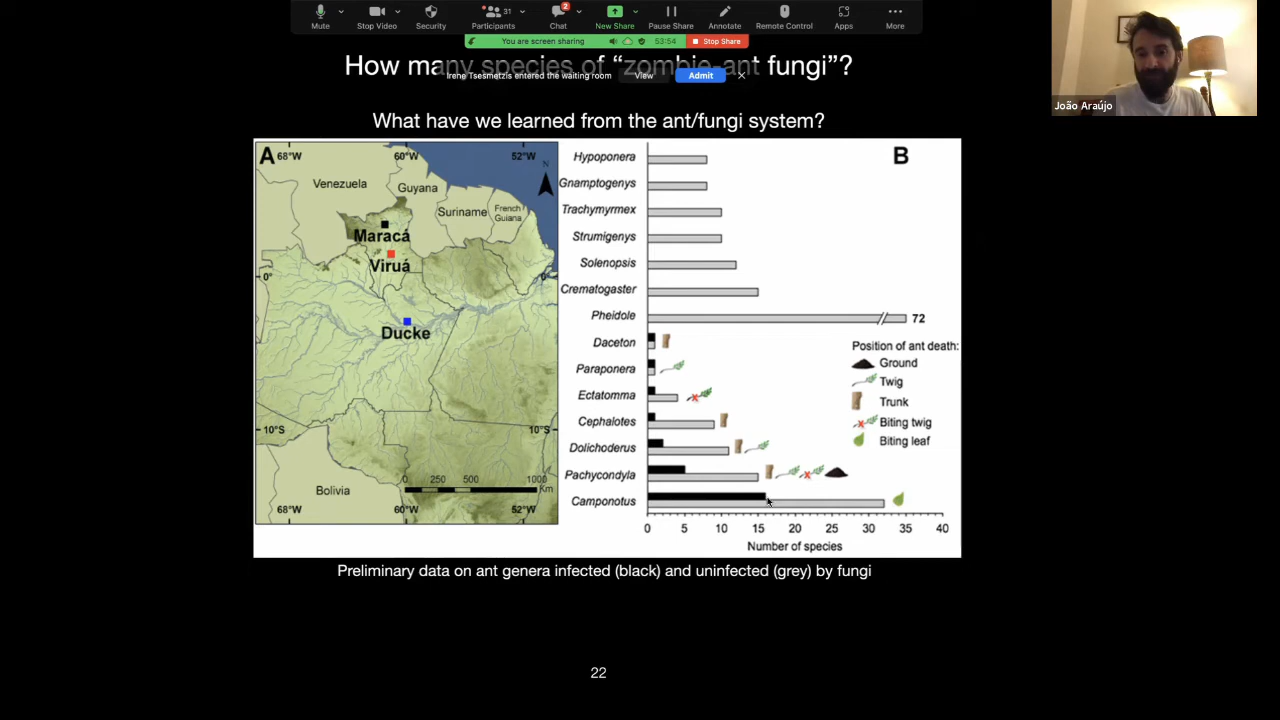 Mute
Stop Video
Security
Participants
31
Chat
2
New Share
Pause Share
Annotate
Remote Control
Apps
More
You are screen sharing
53:54
Stop Share
How many species of “zombie-ant fungi”?
Irene Tsesmetzis entered the waiting room
View
Admit
João Araújo
What have we learned from the ant/fungi system?
A
68°W
60°W
52°W
N
Venezuela
Guyana
Suriname
French
Guiana
Maracá
Viruá
0°
0°
Ducke
10°S
10°S
Bolivia
0
250
500
1000
Km
68°W
60°W
52°W
B
Hypoponera
Gnamptogenys
Trachymyrmex
Strumigenys
Solenopsis
Crematogaster
Pheidole
72
Daceton
Paraponera
Ectatomma
Cephalotes
Dolichoderus
Pachycondyla
Camponotus
Position of ant death:
Ground
Twig
Trunk
Biting twig
Biting leaf
0 5 10 15 20 25 30 35 40
Number of species
Preliminary data on ant genera infected (black) and uninfected (grey) by fungi
22